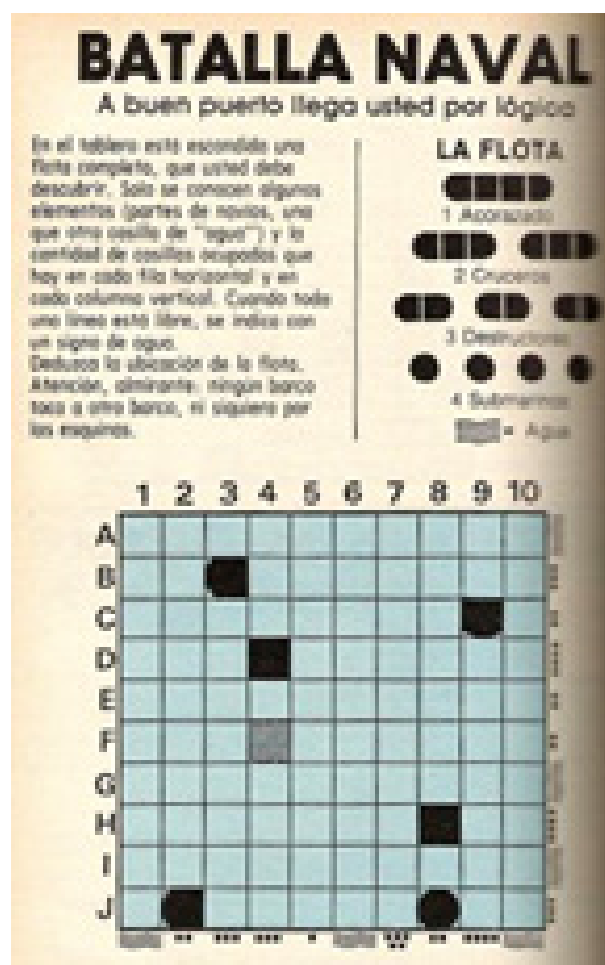 BATALLA NAVAL
A buen puerto llega usted por lógica
En el tablero está escondida una
flota completa, que usted debe
descubrir. Solo se conocen algunos
elementos (partes de navíos, una
que otra casilla de "agua") y la
cantidad de casillas ocupadas que
hay en cada fila horizontal y en
cada columna vertical. Cuando toda
una línea está libre, se indica con
un signo de agua.
Deduzca la ubicación de la flota.
Atención, almirante: ningún barco
toca a otro barco, ni siquiera por
las esquinas.
LA FLOTA
1 Acorazado
2 Cruceros
3 Destructores
4 Submarinos
= Agua
1 2 3 4 5 6 7 8 9 10
A
B
C
D
E
F
G
H
I
J